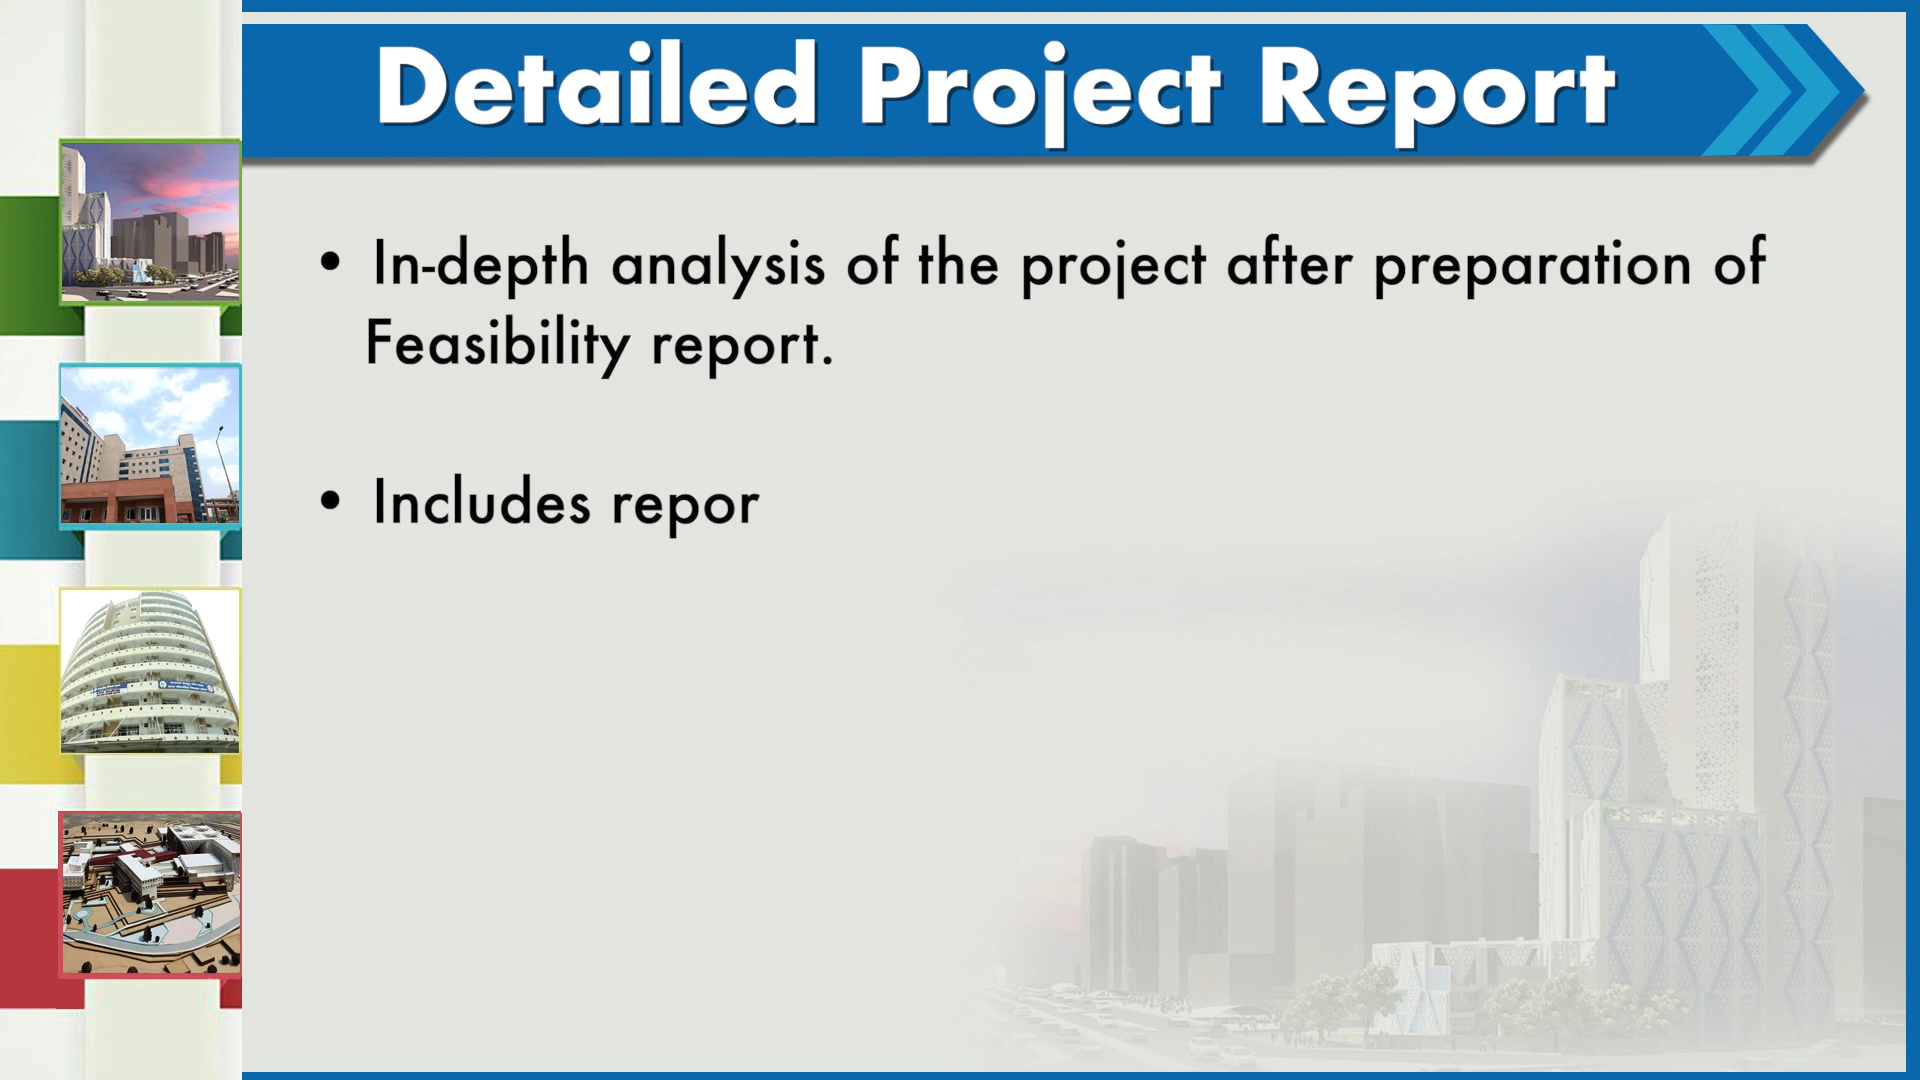 Detailed Project Report
• In-depth analysis of the project after preparation of
Feasibility report.
• Includes repor